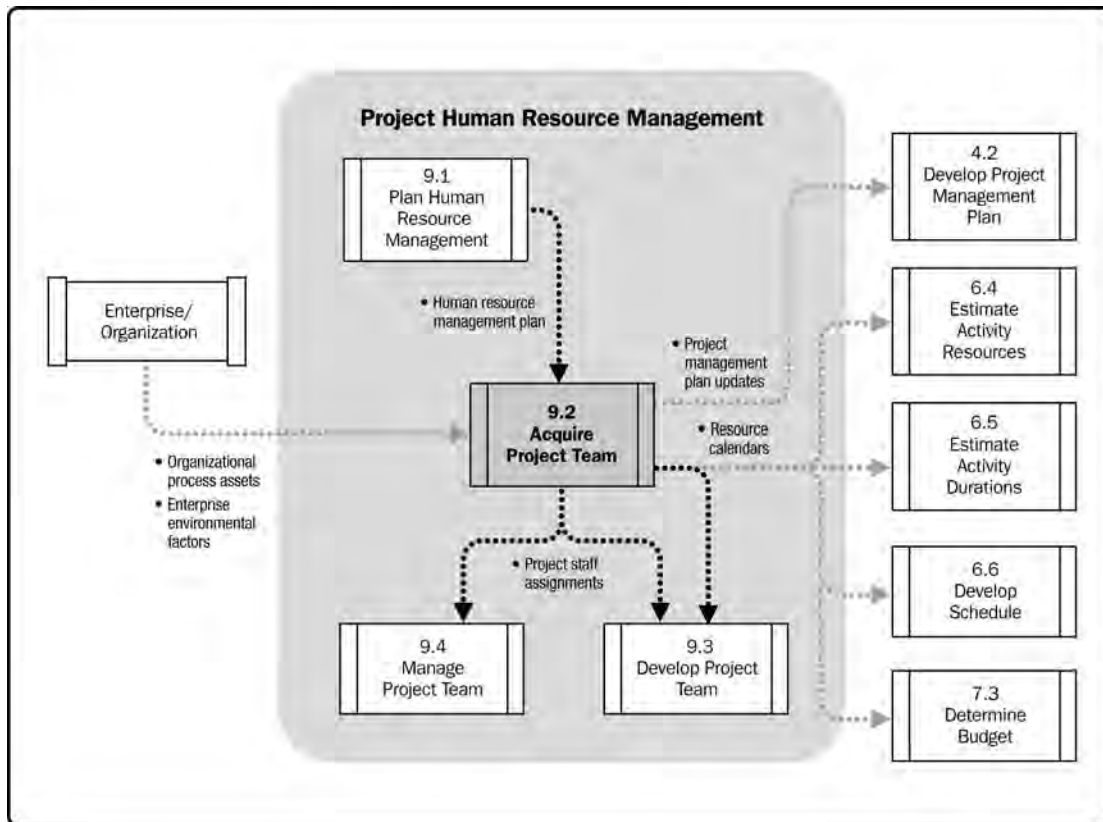 Project Human Resource Management
9.1
Plan Human
Resource
Management
Enterprise/
Organization
• Human resource
management plan
• Organizational
process assets
• Enterprise
environmental
factors
9.2
Acquire
Project Team
• Project
management
plan updates
• Resource
calendars
• Project staff
assignments
9.4
Manage
Project Team
9.3
Develop Project
Team
4.2
Develop Project
Management
Plan
6.4
Estimate
Activity
Resources
6.5
Estimate
Activity
Durations
6.6
Develop
Schedule
7.3
Determine
Budget